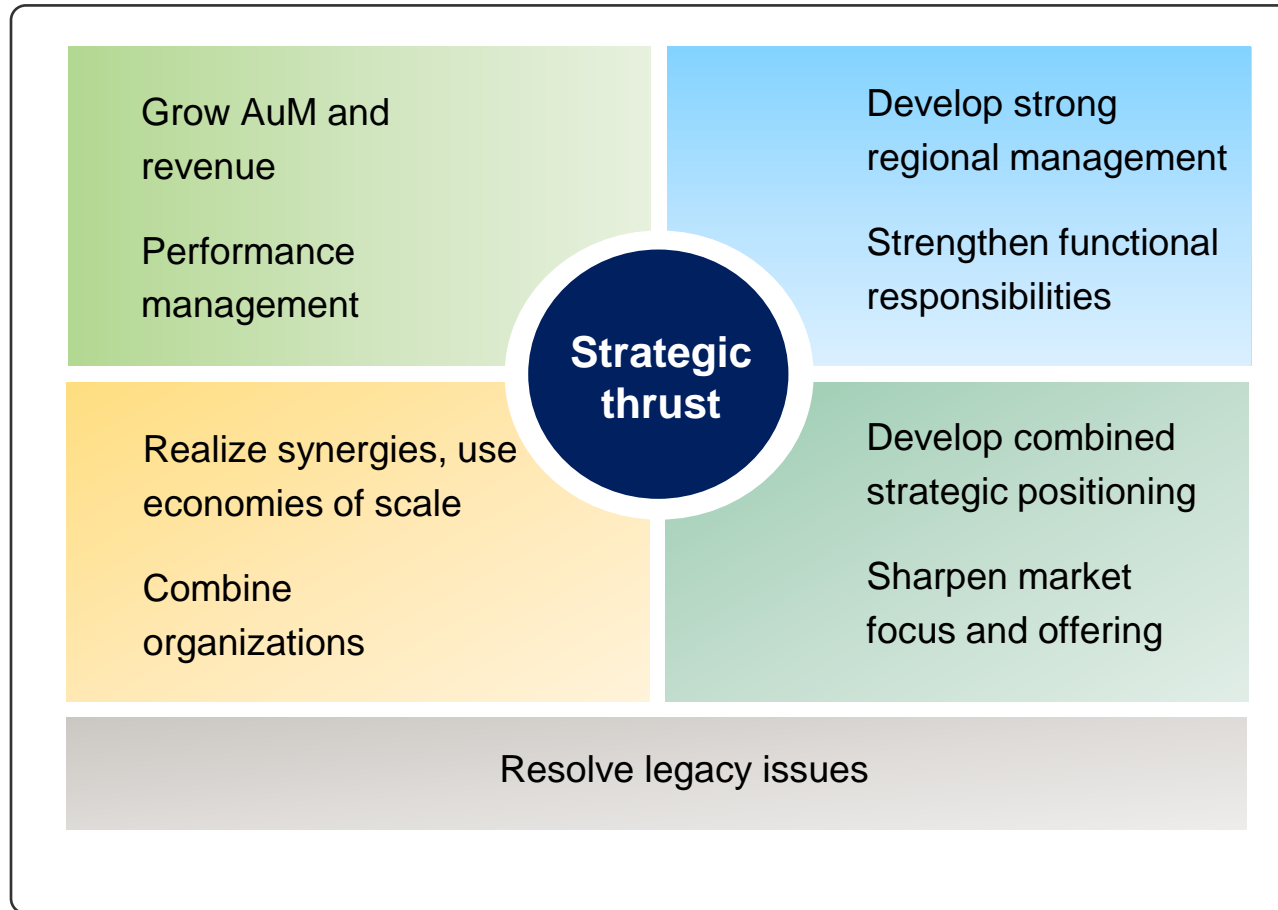 Grow AuM and
revenue
Performance
management
Develop strong
regional management
Strengthen functional
responsibilities
Strategic
thrust
Realize synergies, use
economies of scale
Combine
organizations
Develop combined
strategic positioning
Sharpen market
focus and offering
Resolve legacy issues